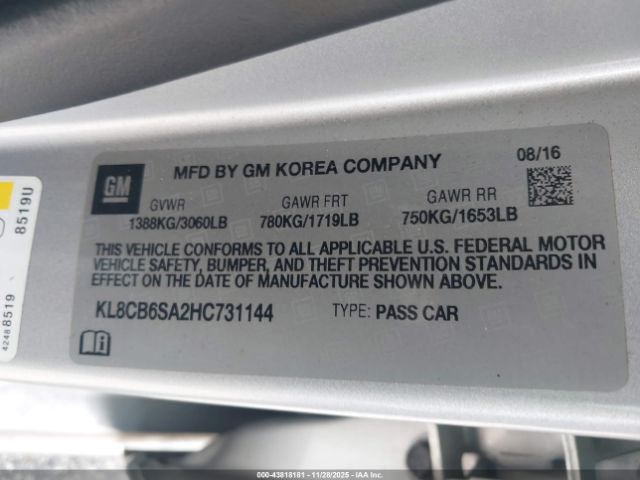 GM
MFD BY GM KOREA COMPANY
08/16
GVWR
1388KG/3060LB
GAWR FRT
780KG/1719LB
GAWR RR
750KG/1653LB
THIS VEHICLE CONFORMS TO ALL APPLICABLE U.S. FEDERAL MOTOR
VEHICLE SAFETY, BUMPER, AND THEFT PREVENTION STANDARDS IN
EFFECT ON THE DATE OF MANUFACTURE SHOWN ABOVE.
KL8CB6SA2HC731144
TYPE: PASS CAR
8519U
42488519
00-43818181 | 11/28/2025 - IAA Inc.